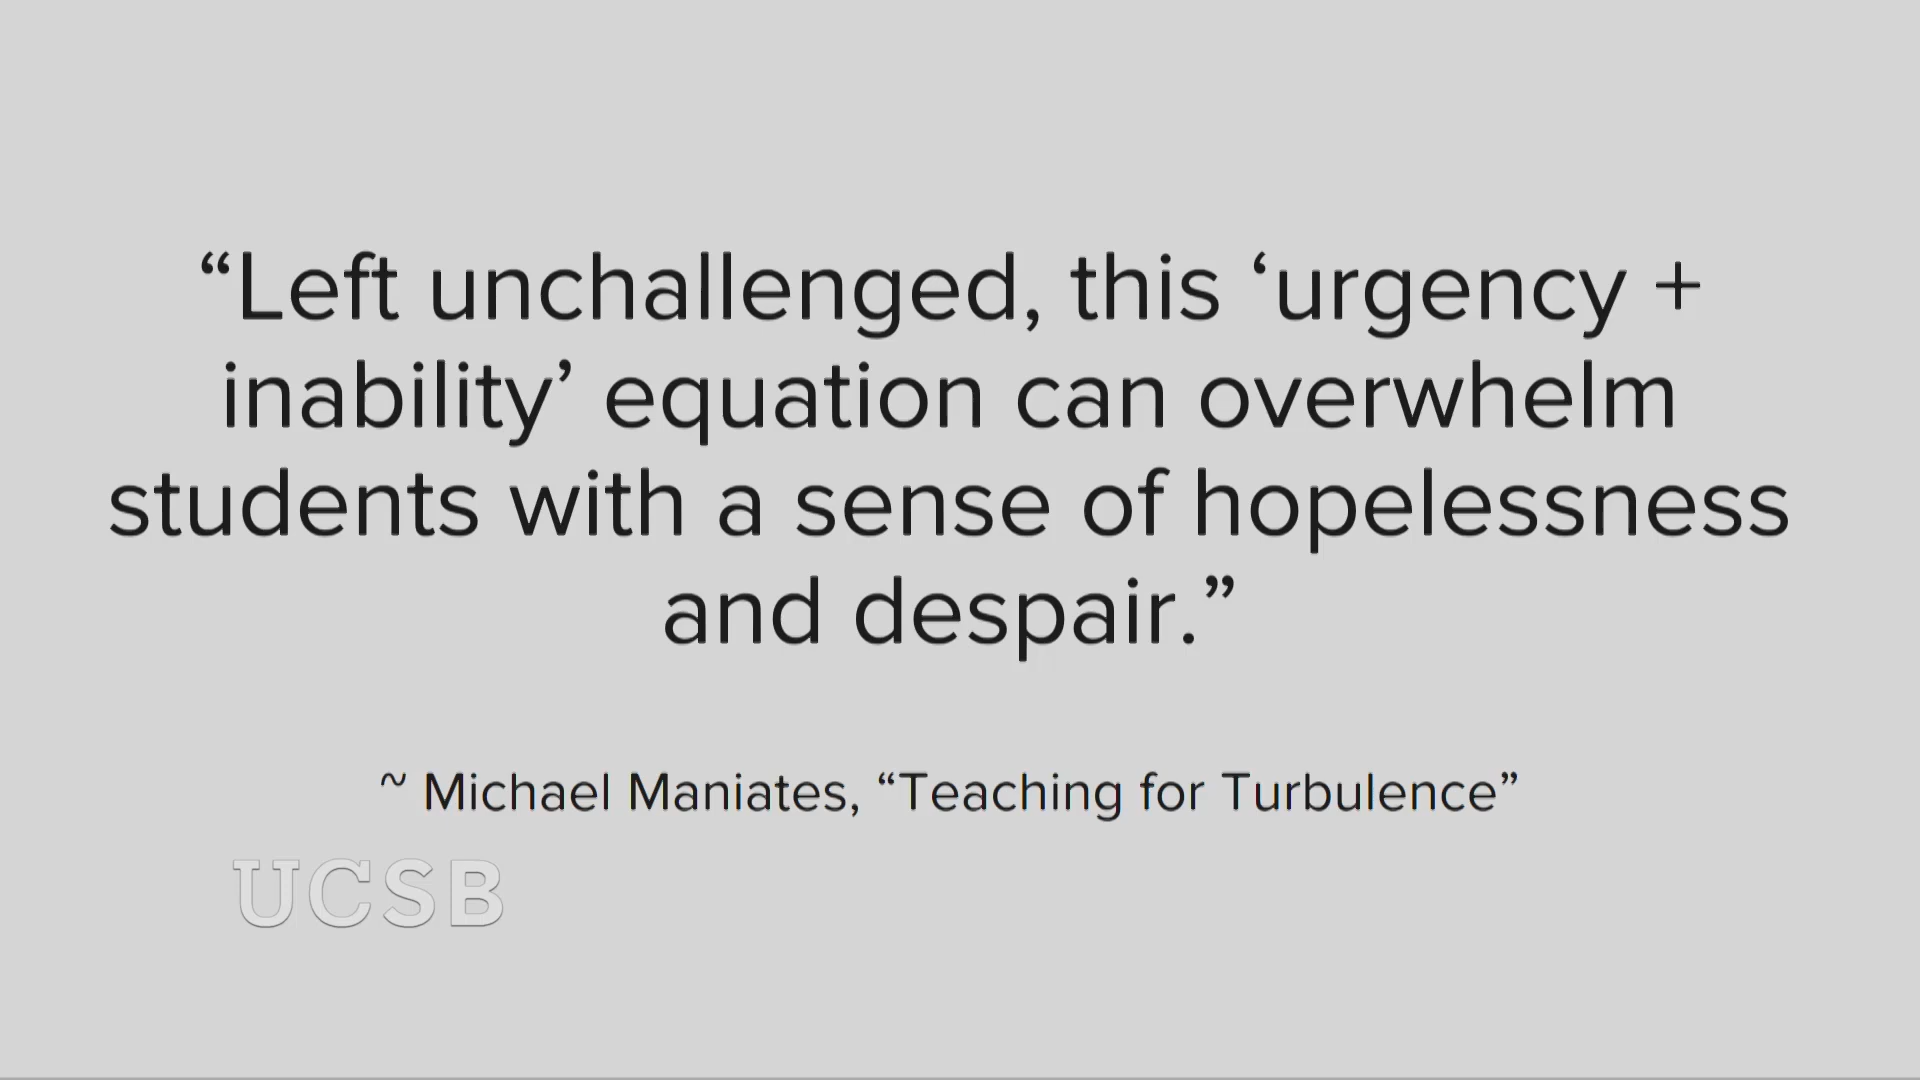 “Left unchallenged, this ‘urgency +
inability’ equation can overwhelm
students with a sense of hopelessness
and despair.”
~ Michael Maniates, “Teaching for Turbulence”
UCSB